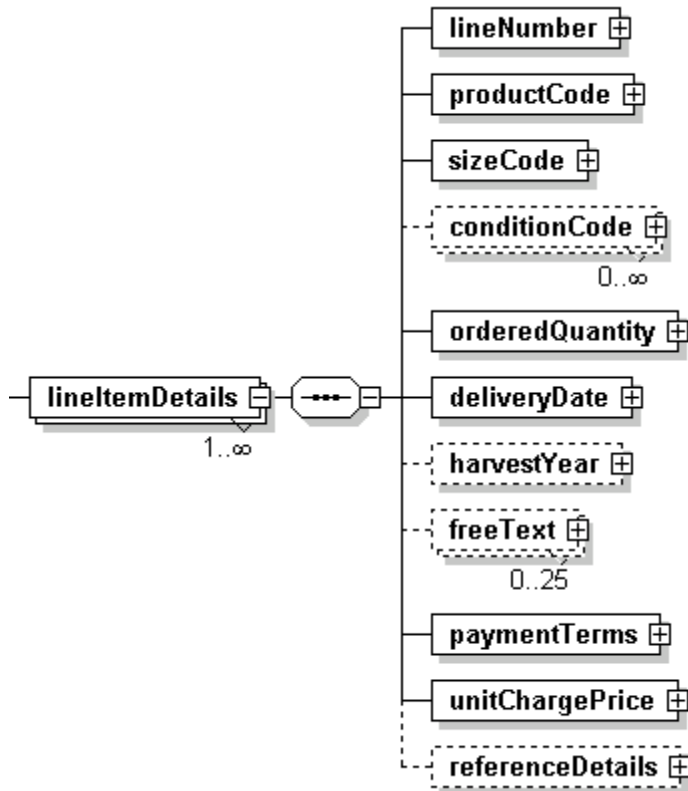 lineNumber
productCode
sizeCode
conditionCode
0..∞
orderedQuantity
lineItemDetails
1..∞
deliveryDate
harvestYear
freeText
0..25
paymentTerms
unitChargePrice
referenceDetails